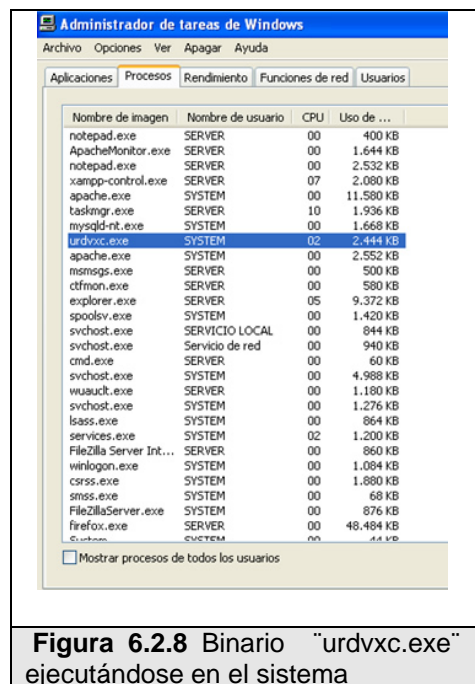 Administrador de tareas de Windows
Archivo Opciones Ver Apagar Ayuda
Aplicaciones Procesos Rendimiento Funciones de red Usuarios
Nombre de imagen Nombre de usuario CPU Uso de ...
notepad.exe SERVER 00 400 KB
ApacheMonitor.exe SERVER 00 1.644 KB
notepad.exe SERVER 00 2.532 KB
xampp-control.exe SERVER 07 2.080 KB
apache.exe SYSTEM 00 11.580 KB
taskmgr.exe SERVER 10 1.936 KB
mysqld-nt.exe SYSTEM 00 1.668 KB
urdvxc.exe SYSTEM 02 2.444 KB
apache.exe SYSTEM 00 2.552 KB
msmsgs.exe SERVER 00 500 KB
ctfmon.exe SERVER 00 580 KB
explorer.exe SERVER 05 9.372 KB
spoolsv.exe SYSTEM 00 1.420 KB
svchost.exe SERVICIO LOCAL 00 844 KB
svchost.exe Servicio de red 00 940 KB
cmd.exe SERVER 00 60 KB
svchost.exe SYSTEM 00 4.988 KB
wuauclt.exe SERVER 00 1.180 KB
svchost.exe SYSTEM 00 1.276 KB
lsass.exe SYSTEM 00 864 KB
services.exe SYSTEM 02 1.200 KB
FileZilla Server Int... SERVER 00 860 KB
winlogon.exe SYSTEM 00 1.084 KB
csrss.exe SYSTEM 00 1.880 KB
smss.exe SYSTEM 00 68 KB
FileZillaServer.exe SYSTEM 00 876 KB
firefox.exe SERVER 00 48.484 KB
System SYSTEM 00 44 KB
Mostrar procesos de todos los usuarios
Figura 6.2.8 Binario ¨urdvxc.exe¨
ejecutándose en el sistema